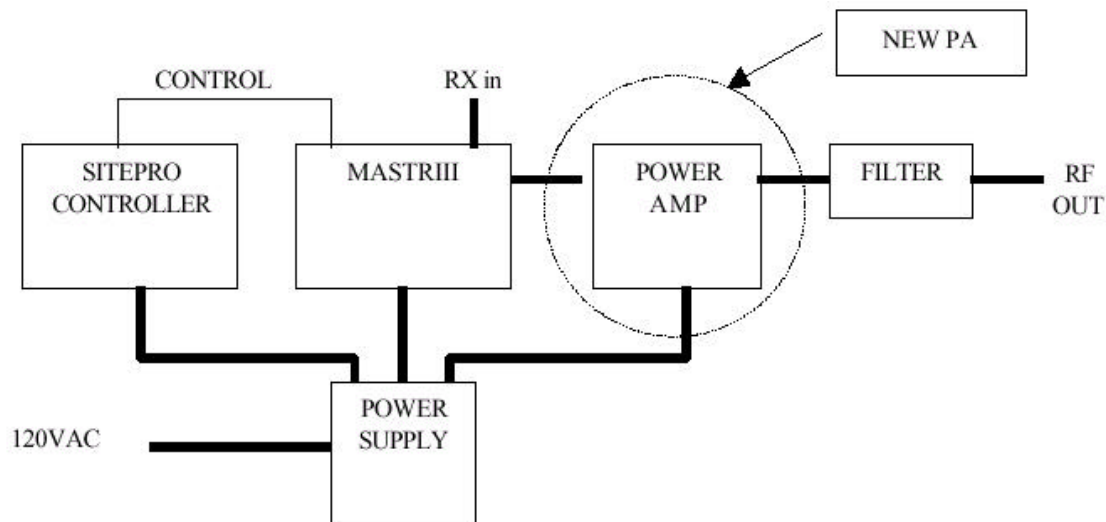 NEW PA
CONTROL
RX in
SITEPRO
CONTROLLER
MASTRIII
POWER
AMP
FILTER
RF
OUT
POWER
SUPPLY
120VAC